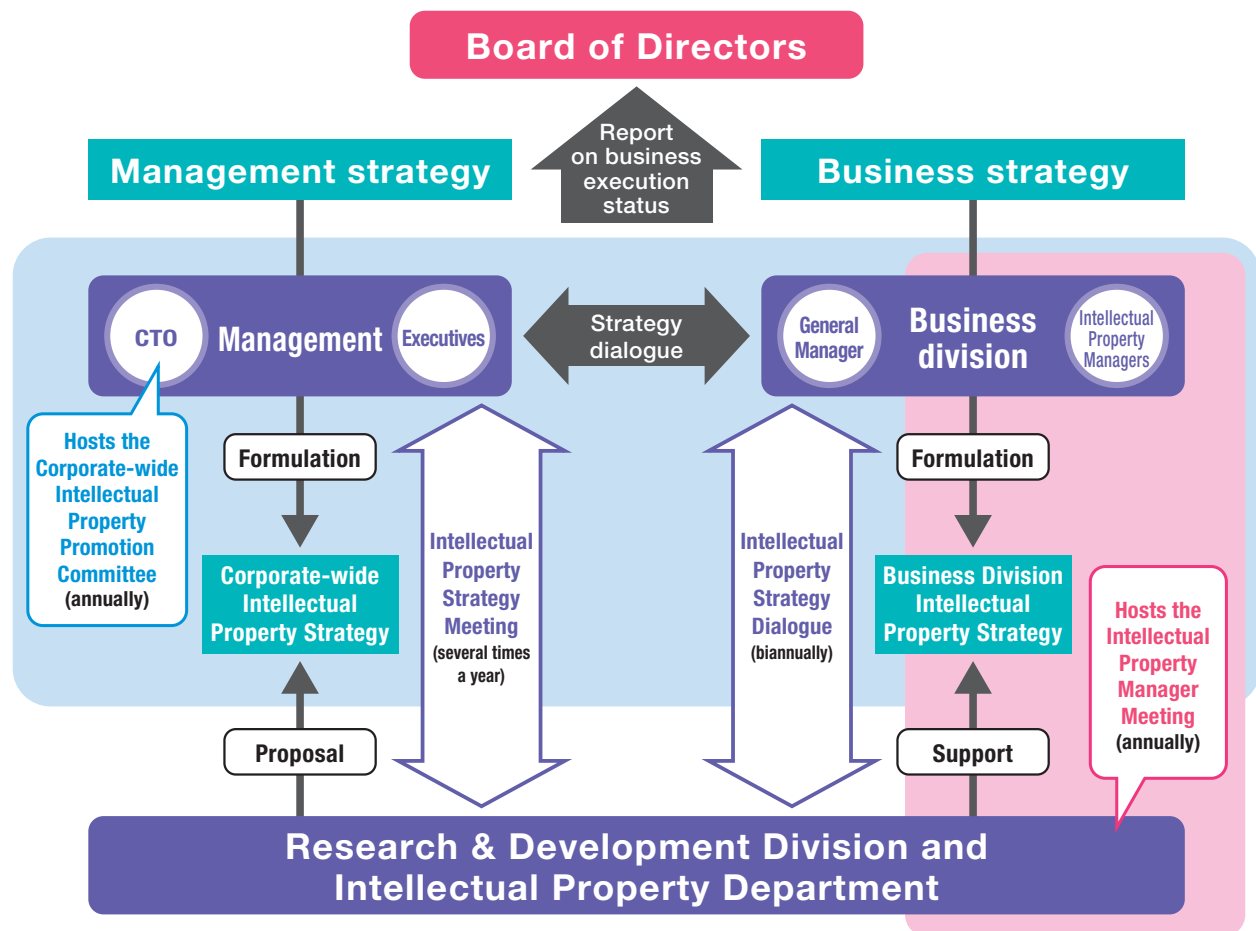 Board of Directors
Report
on business
execution
status
Management strategy
Business strategy
CTO
Management
Executives
Strategy
dialogue
General
Manager
Business
division
Intellectual
Property
Managers
Hosts the
Corporate-wide
Intellectual
Property
Promotion
Committee
(annually)
Formulation
Corporate-wide
Intellectual
Property Strategy
Proposal
Intellectual
Property
Strategy
Meeting
(several times
a year)
Intellectual
Property
Strategy
Dialogue
(biannually)
Formulation
Business Division
Intellectual
Property Strategy
Support
Hosts the
Intellectual
Property
Manager
Meeting
(annually)
Research & Development Division and
Intellectual Property Department